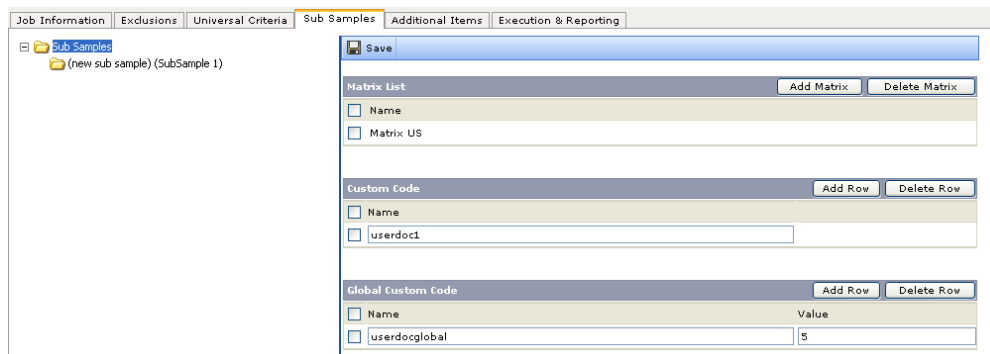 Job Information Exclusions Universal Criteria Sub Samples Additional Items Execution & Reporting
Sub Samples
(new sub sample) (SubSample 1)
Save
Matrix List Add Matrix Delete Matrix
Name
Matrix US
Custom Code Add Row Delete Row
Name
userdoc1
Global Custom Code Add Row Delete Row
Name Value
userdocglobal 5